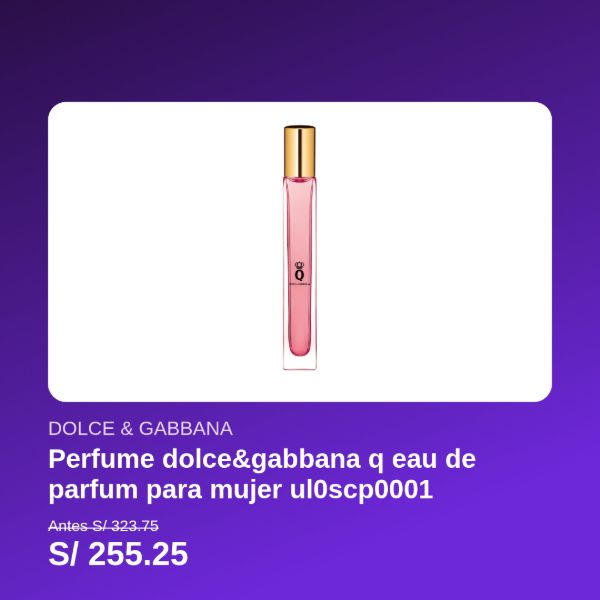 Q
DOLCE & GABBANA
Perfume dolce&gabbana q eau de
parfum para mujer ul0scp0001
Antes S/ 323.75
S/ 255.25